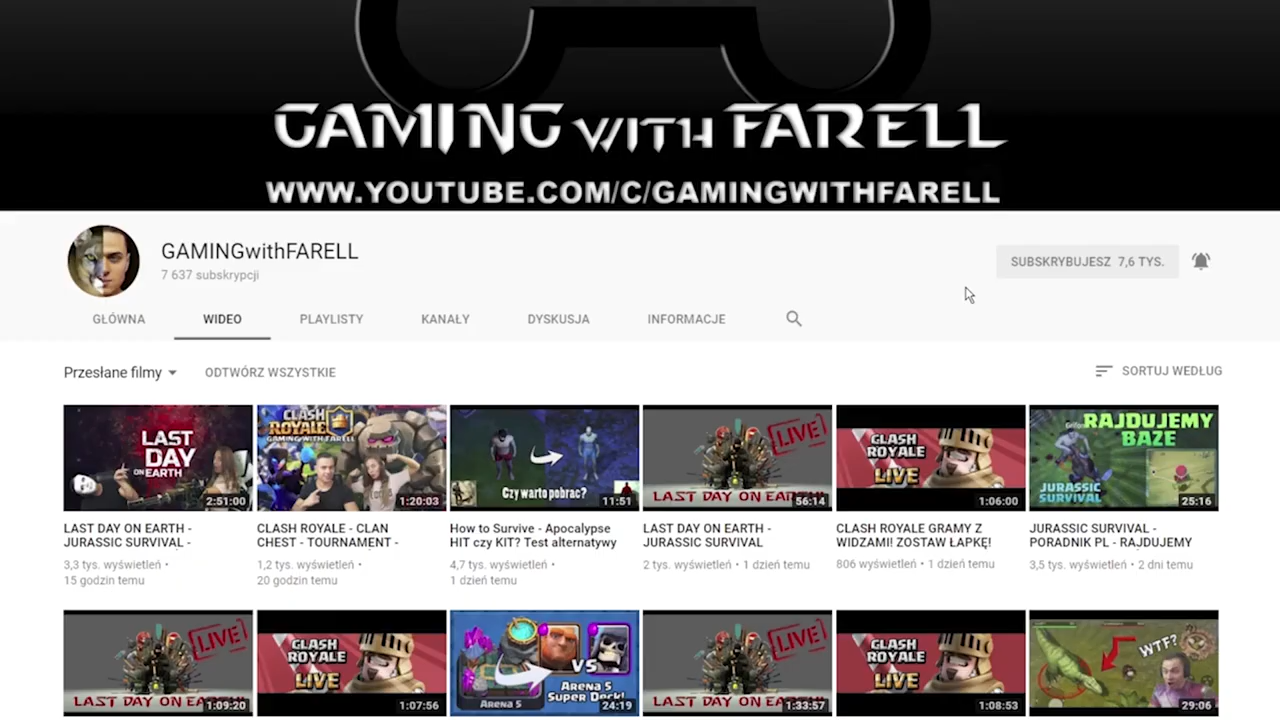 GAMING WITH FARELL
WWW.YOUTUBE.COM/C/GAMINGWITHFARELL
GAMINGwithFARELL
7 637 subskrypcji
SUBSKRYBUJESZ 7,6 TYS.
GŁÓWNA
WIDEO
PLAYLISTY
KANAŁY
DYSKUSJA
INFORMACJE
Przesłane filmy
ODTWÓRZ WSZYSTKIE
SORTUJ WEDŁUG
LAST
DAY
ON EARTH
2:51:00
CLASH
ROYALE
GAMING WITH FARELL
1:20:03
Czy warto pobrać?
11:51
LIVE
LAST DAY ON EARTH
56:14
CLASH
ROYALE
LIVE
1:06:00
RAJDUJEMY
BAZE
JURASSIC
SURVIVAL
25:16
LAST DAY ON EARTH -
JURASSIC SURVIVAL -
3,3 tys. wyświetleń •
15 godzin temu
CLASH ROYALE - CLAN
CHEST - TOURNAMENT -
1,2 tys. wyświetleń •
20 godzin temu
How to Survive - Apocalypse
HIT czy KIT? Test alternatywy
4,7 tys. wyświetleń •
1 dzień temu
LAST DAY ON EARTH -
JURASSIC SURVIVAL
2 tys. wyświetleń • 1 dzień temu
CLASH ROYALE GRAMY Z
WIDZAMI! ZOSTAW ŁAPKĘ!
806 wyświetleń • 1 dzień temu
JURASSIC SURVIVAL -
PORADNIK PL - RAJDUJEMY
3,5 tys. wyświetleń • 2 dni temu
LIVE
LAST DAY ON EARTH
1:09:20
CLASH
ROYALE
LIVE
1:07:56
VS
Arena 5
Arena 5
Super Deck!
24:19
LIVE
LAST DAY ON EARTH
1:33:57
CLASH
ROYALE
LIVE
1:08:53
WTF?
29:06